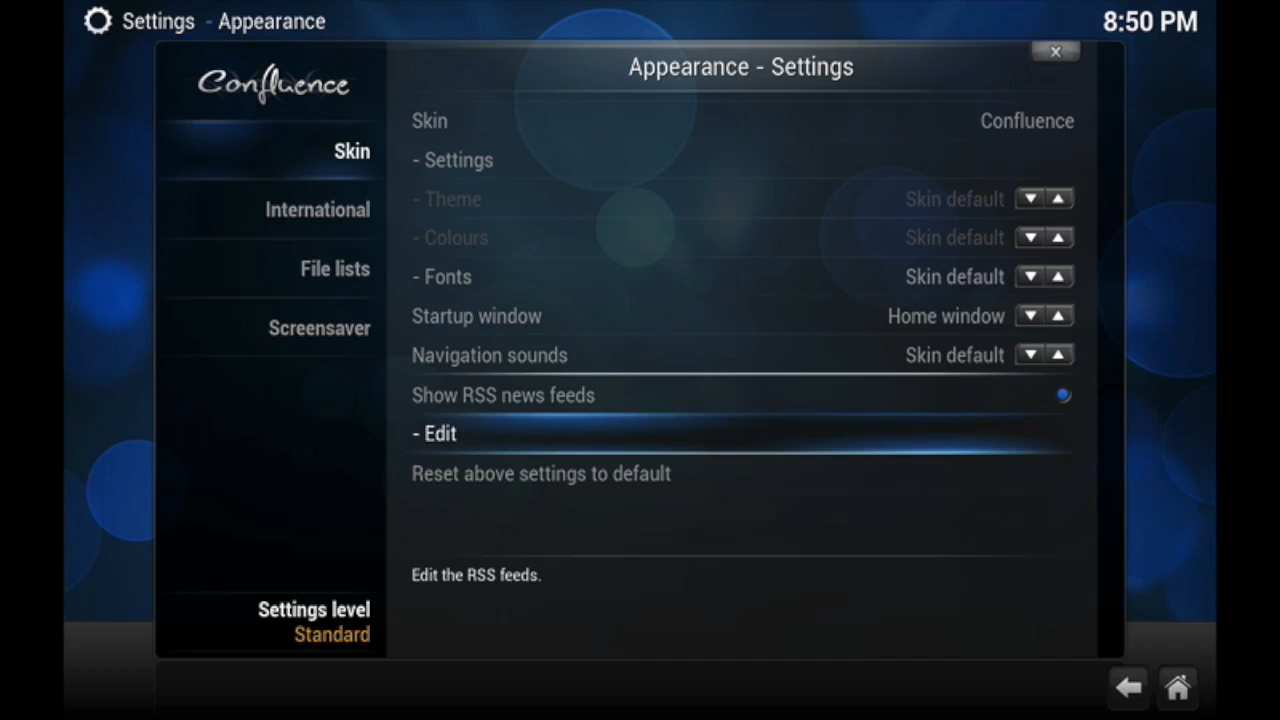 Settings - Appearance
8:50 PM
Confluence
Appearance - Settings
x
Skin
International
File lists
Screensaver
Skin Confluence
- Settings
- Theme Skin default
- Colours Skin default
- Fonts Skin default
Startup window Home window
Navigation sounds Skin default
Show RSS news feeds
- Edit
Reset above settings to default
Edit the RSS feeds.
Settings level
Standard